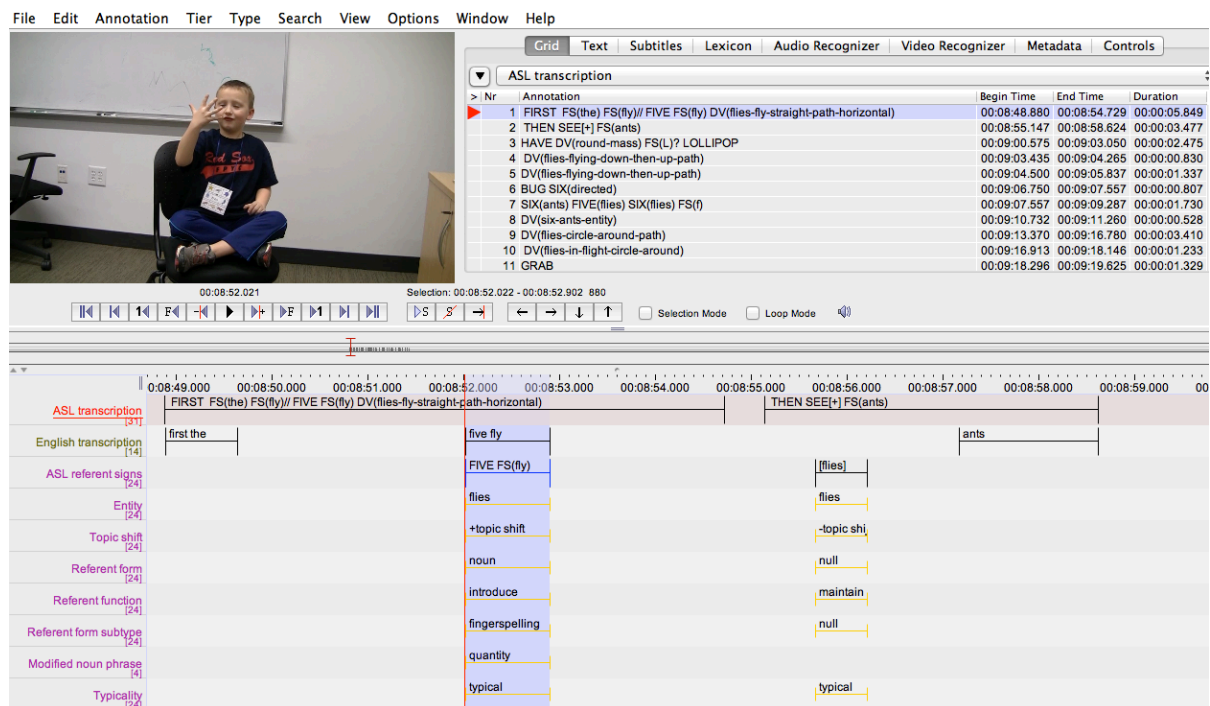 File Edit Annotation Tier Type Search View Options Window Help
Grid Text Subtitles Lexicon Audio Recognizer Video Recognizer Metadata Controls
ASL transcription
> Nr Annotation Begin Time End Time Duration
1 FIRST FS(the) FS(fly)// FIVE FS(fly) DV(flies-fly-straight-path-horizontal) 00:08:48.880 00:08:54.729 00:00:05.849
2 THEN SEE[+] FS(ants) 00:08:55.147 00:08:58.624 00:00:03.477
3 HAVE DV(round-mass) FS(L)? LOLLIPOP 00:09:00.575 00:09:03.050 00:00:02.475
4 DV(flies-flying-down-then-up-path) 00:09:03.435 00:09:04.265 00:00:00.830
5 DV(flies-flying-down-then-up-path) 00:09:04.500 00:09:05.837 00:00:01.337
6 BUG SIX(directed) 00:09:06.750 00:09:07.557 00:00:00.807
7 SIX(ants) FIVE(flies) SIX(flies) FS(f) 00:09:07.557 00:09:09.287 00:00:01.730
8 DV(six-ants-entity) 00:09:10.732 00:09:11.260 00:00:00.528
9 DV(flies-circle-around-path) 00:09:13.370 00:09:16.780 00:00:03.410
10 DV(flies-in-flight-circle-around) 00:09:16.913 00:09:18.146 00:00:01.233
11 GRAB 00:09:18.296 00:09:19.625 00:00:01.329
Red Sox
00:08:52.021 Selection: 00:08:52.022 - 00:08:52.902 880
1 F F 1 S S Selection Mode Loop Mode
0:08:49.000 00:08:50.000 00:08:51.000 00:08:52.000 00:08:53.000 00:08:54.000 00:08:55.000 00:08:56.000 00:08:57.000 00:08:58.000 00:08:59.000 00
ASL transcription FIRST FS(the) FS(fly)// FIVE FS(fly) DV(flies-fly-straight-path-horizontal) THEN SEE[+] FS(ants)
[31]
English transcription first the five fly ants
[14]
ASL referent signs FIVE FS(fly) [flies]
[24]
Entity flies flies
[24]
Topic shift +topic shift -topic shi
[24]
Referent form noun null
[24]
Referent function introduce maintain
[24]
Referent form subtype fingerspelling null
[24]
Modified noun phrase quantity
[4]
Typicality typical typical
[24]